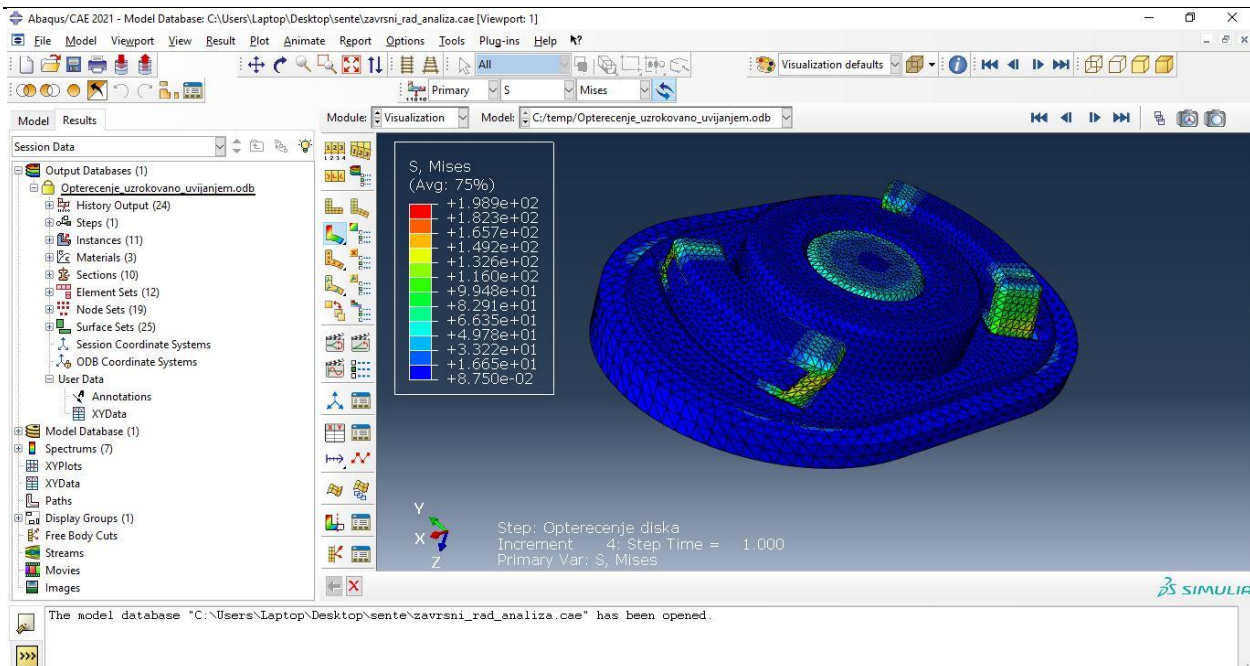 Abaqus/CAE 2021 - Model Database: C:\Users\Laptop\Desktop\sente\zavrsni_rad_analiza.cae [Viewport: 1]
File Model Viewport View Result Plot Animate Report Options Tools Plug-ins Help
All Visualization defaults
Primary S Mises
Model Results
Module: Visualization Model: C:/temp/Opterecenje_uzrokovano_uvijanjem.odb
Session Data
Output Databases (1)
Opterecenje_uzrokovano_uvijanjem.odb
History Output (24)
Steps (1)
Instances (11)
Materials (3)
Sections (10)
Element Sets (12)
Node Sets (19)
Surface Sets (25)
Session Coordinate Systems
ODB Coordinate Systems
User Data
Annotations
XYData
Model Database (1)
Spectrums (7)
XYPlots
XYData
Paths
Display Groups (1)
Free Body Cuts
Streams
Movies
Images
S, Mises
(Avg: 75%)
+1.989e+02
+1.823e+02
+1.657e+02
+1.492e+02
+1.326e+02
+1.160e+02
+9.948e+01
+8.291e+01
+6.635e+01
+4.978e+01
+3.322e+01
+1.665e+01
+8.750e-02
Y
X
Z
Step: Opterecenje diska
Increment 4: Step Time = 1.000
Primary Var: S, Mises
SIMULIA
The model database "C:\Users\Laptop\Desktop\sente\zavrsni_rad_analiza.cae" has been opened.
>>>